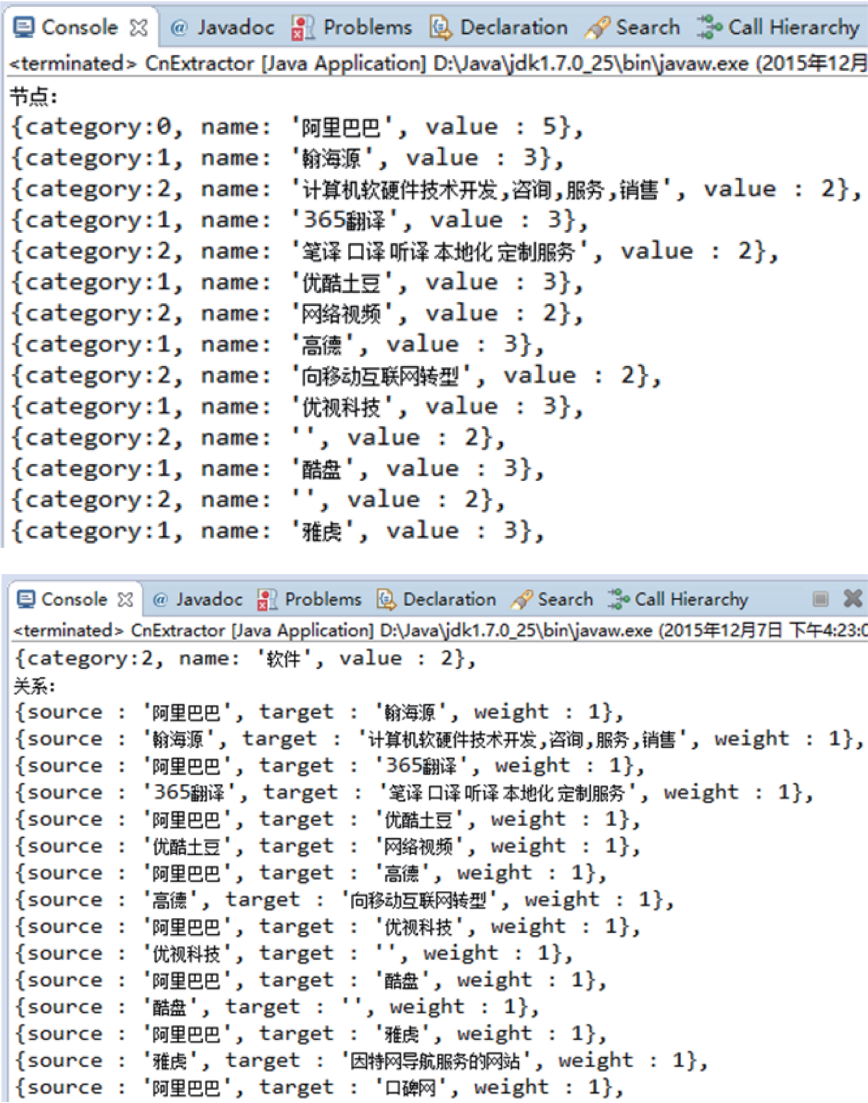 Console @ Javadoc Problems Declaration Search Call Hierarchy
<terminated> CnExtractor [Java Application] D:\Java\jdk1.7.0_25\bin\javaw.exe (2015年12月
节点:
{category:0, name: '阿里巴巴', value : 5},
{category:1, name: '翰海源', value : 3},
{category:2, name: '计算机软硬件技术开发,咨询,服务,销售', value : 2},
{category:1, name: '365翻译', value : 3},
{category:2, name: '笔译 口译 听译 本地化 定制服务', value : 2},
{category:1, name: '优酷土豆', value : 3},
{category:2, name: '网络视频', value : 2},
{category:1, name: '高德', value : 3},
{category:2, name: '向移动互联网转型', value : 2},
{category:1, name: '优视科技', value : 3},
{category:2, name: '', value : 2},
{category:1, name: '酷盘', value : 3},
{category:2, name: '', value : 2},
{category:1, name: '雅虎', value : 3},
Console @ Javadoc Problems Declaration Search Call Hierarchy
<terminated> CnExtractor [Java Application] D:\Java\jdk1.7.0_25\bin\javaw.exe (2015年12月7日 下午4:23:0
{category:2, name: '软件', value : 2},
关系:
{source : '阿里巴巴', target : '翰海源', weight : 1},
{source : '翰海源', target : '计算机软硬件技术开发,咨询,服务,销售', weight : 1},
{source : '阿里巴巴', target : '365翻译', weight : 1},
{source : '365翻译', target : '笔译 口译 听译 本地化 定制服务', weight : 1},
{source : '阿里巴巴', target : '优酷土豆', weight : 1},
{source : '优酷土豆', target : '网络视频', weight : 1},
{source : '阿里巴巴', target : '高德', weight : 1},
{source : '高德', target : '向移动互联网转型', weight : 1},
{source : '阿里巴巴', target : '优视科技', weight : 1},
{source : '优视科技', target : '', weight : 1},
{source : '阿里巴巴', target : '酷盘', weight : 1},
{source : '酷盘', target : '', weight : 1},
{source : '阿里巴巴', target : '雅虎', weight : 1},
{source : '雅虎', target : '因特网导航服务的网站', weight : 1},
{source : '阿里巴巴', target : '口碑网', weight : 1},